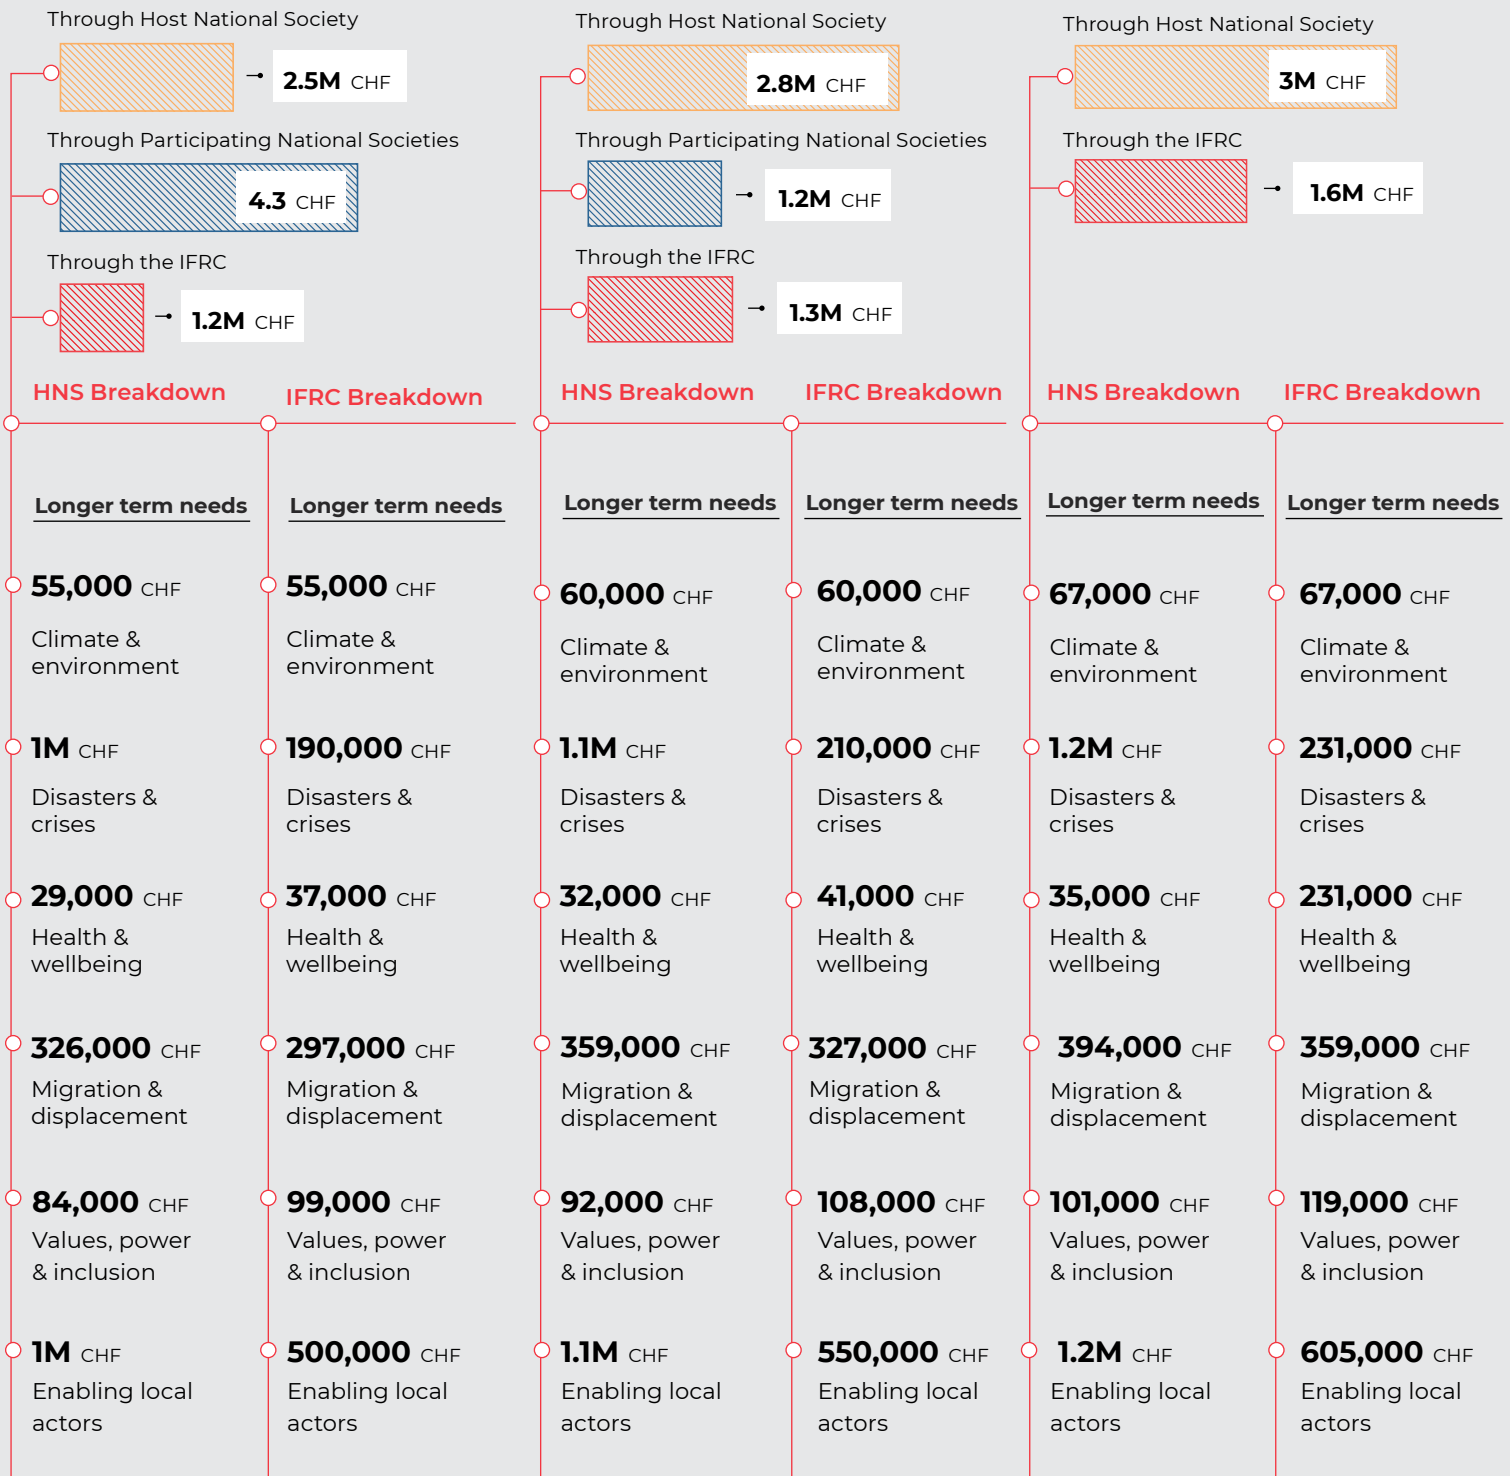 Through Host National Society
2.5M CHF
Through Participating National Societies
4.3 CHF
Through the IFRC
1.2M CHF
HNS Breakdown
IFRC Breakdown
Longer term needs
Longer term needs
55,000 CHF
Climate &
environment
55,000 CHF
Climate &
environment
1M CHF
Disasters &
crises
190,000 CHF
Disasters &
crises
29,000 CHF
Health &
wellbeing
37,000 CHF
Health &
wellbeing
326,000 CHF
Migration &
displacement
297,000 CHF
Migration &
displacement
84,000 CHF
Values, power
& inclusion
99,000 CHF
Values, power
& inclusion
1M CHF
Enabling local
actors
500,000 CHF
Enabling local
actors
Through Host National Society
2.8M CHF
Through Participating National Societies
1.2M CHF
Through the IFRC
1.3M CHF
HNS Breakdown
IFRC Breakdown
Longer term needs
Longer term needs
60,000 CHF
Climate &
environment
60,000 CHF
Climate &
environment
1.1M CHF
Disasters &
crises
210,000 CHF
Disasters &
crises
32,000 CHF
Health &
wellbeing
41,000 CHF
Health &
wellbeing
359,000 CHF
Migration &
displacement
327,000 CHF
Migration &
displacement
92,000 CHF
Values, power
& inclusion
108,000 CHF
Values, power
& inclusion
1.1M CHF
Enabling local
actors
550,000 CHF
Enabling local
actors
Through Host National Society
3M CHF
Through the IFRC
1.6M CHF
HNS Breakdown
IFRC Breakdown
Longer term needs
Longer term needs
67,000 CHF
Climate &
environment
67,000 CHF
Climate &
environment
1.2M CHF
Disasters &
crises
231,000 CHF
Disasters &
crises
35,000 CHF
Health &
wellbeing
231,000 CHF
Health &
wellbeing
394,000 CHF
Migration &
displacement
359,000 CHF
Migration &
displacement
101,000 CHF
Values, power
& inclusion
119,000 CHF
Values, power
& inclusion
1.2M CHF
Enabling local
actors
605,000 CHF
Enabling local
actors